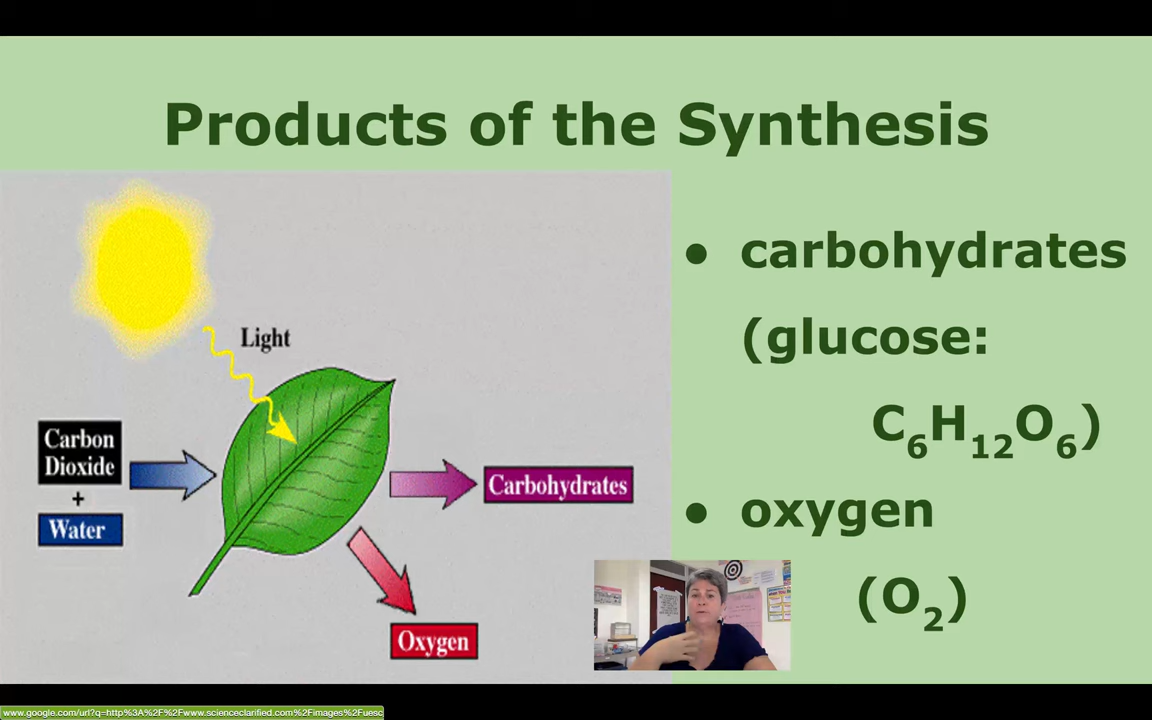 Products of the Synthesis
Light
Carbon
Dioxide
+
Water
Carbohydrates
Oxygen
● carbohydrates
(glucose:
C₆H₁₂O₆)
● oxygen
(O₂)
www.google.com/url?q=http%3A%2F%2Fwww.scienceclarified.com%2Fimages%2Fuesc